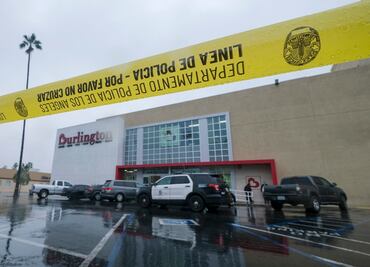 LINEA DE POLICIA - POR FAVOR NO CRUZAR
DEPARTAMENTO DE POLICIA DE LOS ANGELES
Burlington